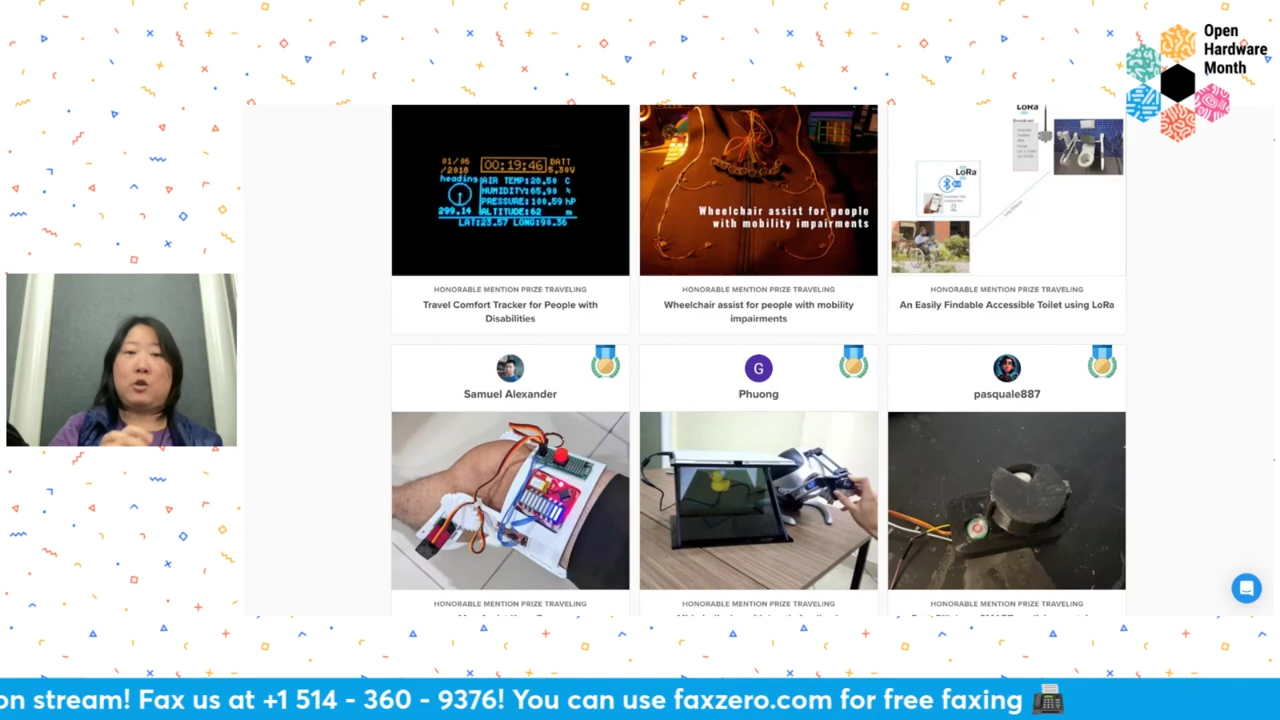 Open
Hardware
Month
01/06
/2018
00:19:46
BATT
5.30V
heading
299.14
AIR TEMP:28.50 C
HUMIDITY:65.90 %
PRESSURE:100.59 hP
ALTITUDE:62 m
LAT:23.57 LONG:90.36
Wheelchair assist for people
with mobility impairments
LoRa
LoRa
HONORABLE MENTION PRIZE TRAVELING
Travel Comfort Tracker for People with
Disabilities
HONORABLE MENTION PRIZE TRAVELING
Wheelchair assist for people with mobility
impairments
HONORABLE MENTION PRIZE TRAVELING
An Easily Findable Accessible Toilet using LoRa
Samuel Alexander
G
Phuong
pasquale887
HONORABLE MENTION PRIZE TRAVELING
HONORABLE MENTION PRIZE TRAVELING
HONORABLE MENTION PRIZE TRAVELING
on stream! Fax us at +1 514 - 360 - 9376! You can use faxzero.com for free faxing